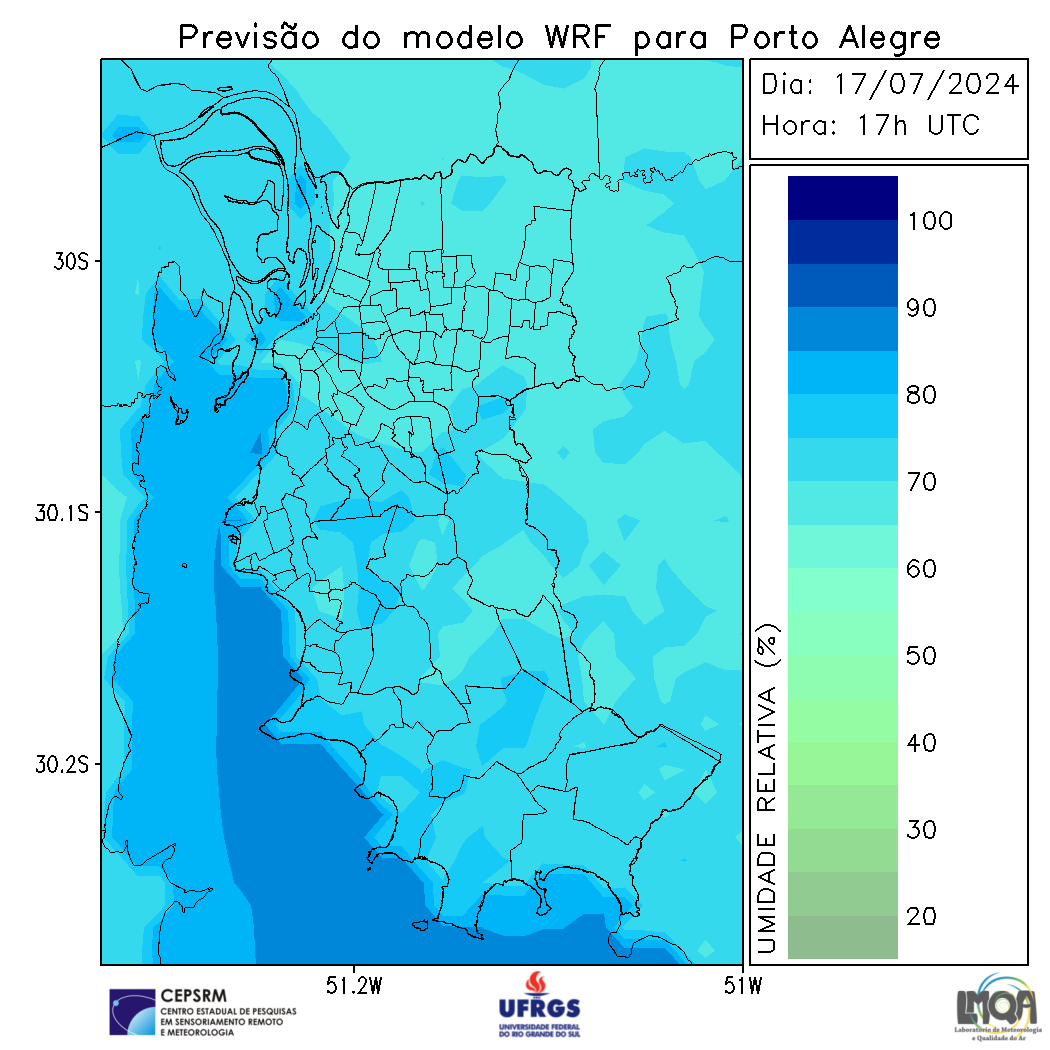 Previsão do modelo WRF para Porto Alegre
Dia: 17/07/2024
Hora: 17h UTC
30S
30.1S
30.2S
51.2W
51W
100
90
80
70
60
50
40
30
20
UMIDADE RELATIVA (%)
CEPSRM
CENTRO ESTADUAL DE PESQUISAS
EM SENSORIAMENTO REMOTO
E METEOROLOGIA
UFRGS
UNIVERSIDADE FEDERAL
DO RIO GRANDE DO SUL
LMQA
Laboratório de Meteorologia
e Qualidade do Ar